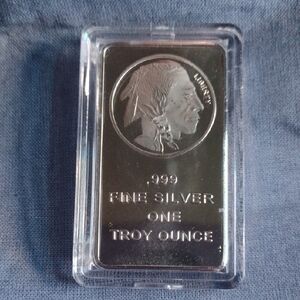 LIBERTY
.999
FINE SILVER
ONE
TROY OUNCE